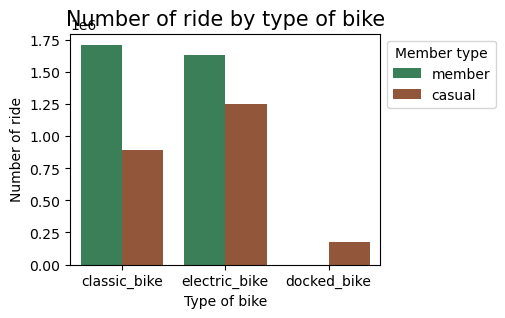 Number of ride by type of bike
1e6
1.75
1.50
1.25
1.00
0.75
0.50
0.25
0.00
Number of ride
classic_bike electric_bike docked_bike
Type of bike
Member type
member
casual